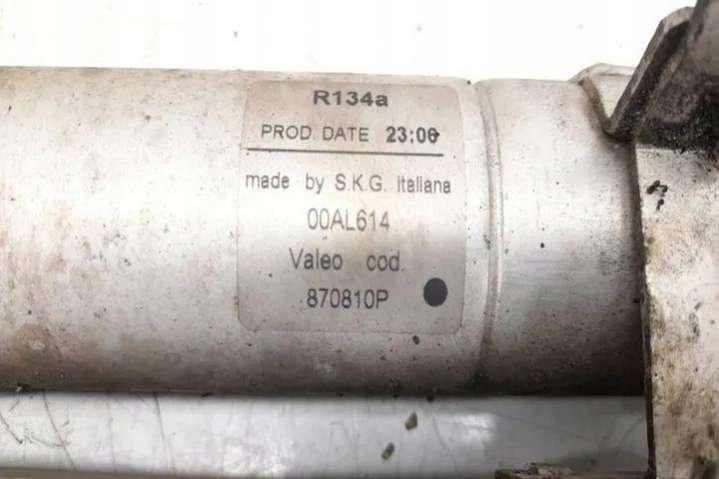 R134a
PROD. DATE 23:06
made by S.K.G. Italiana
00AL614
Valeo cod.
870810P